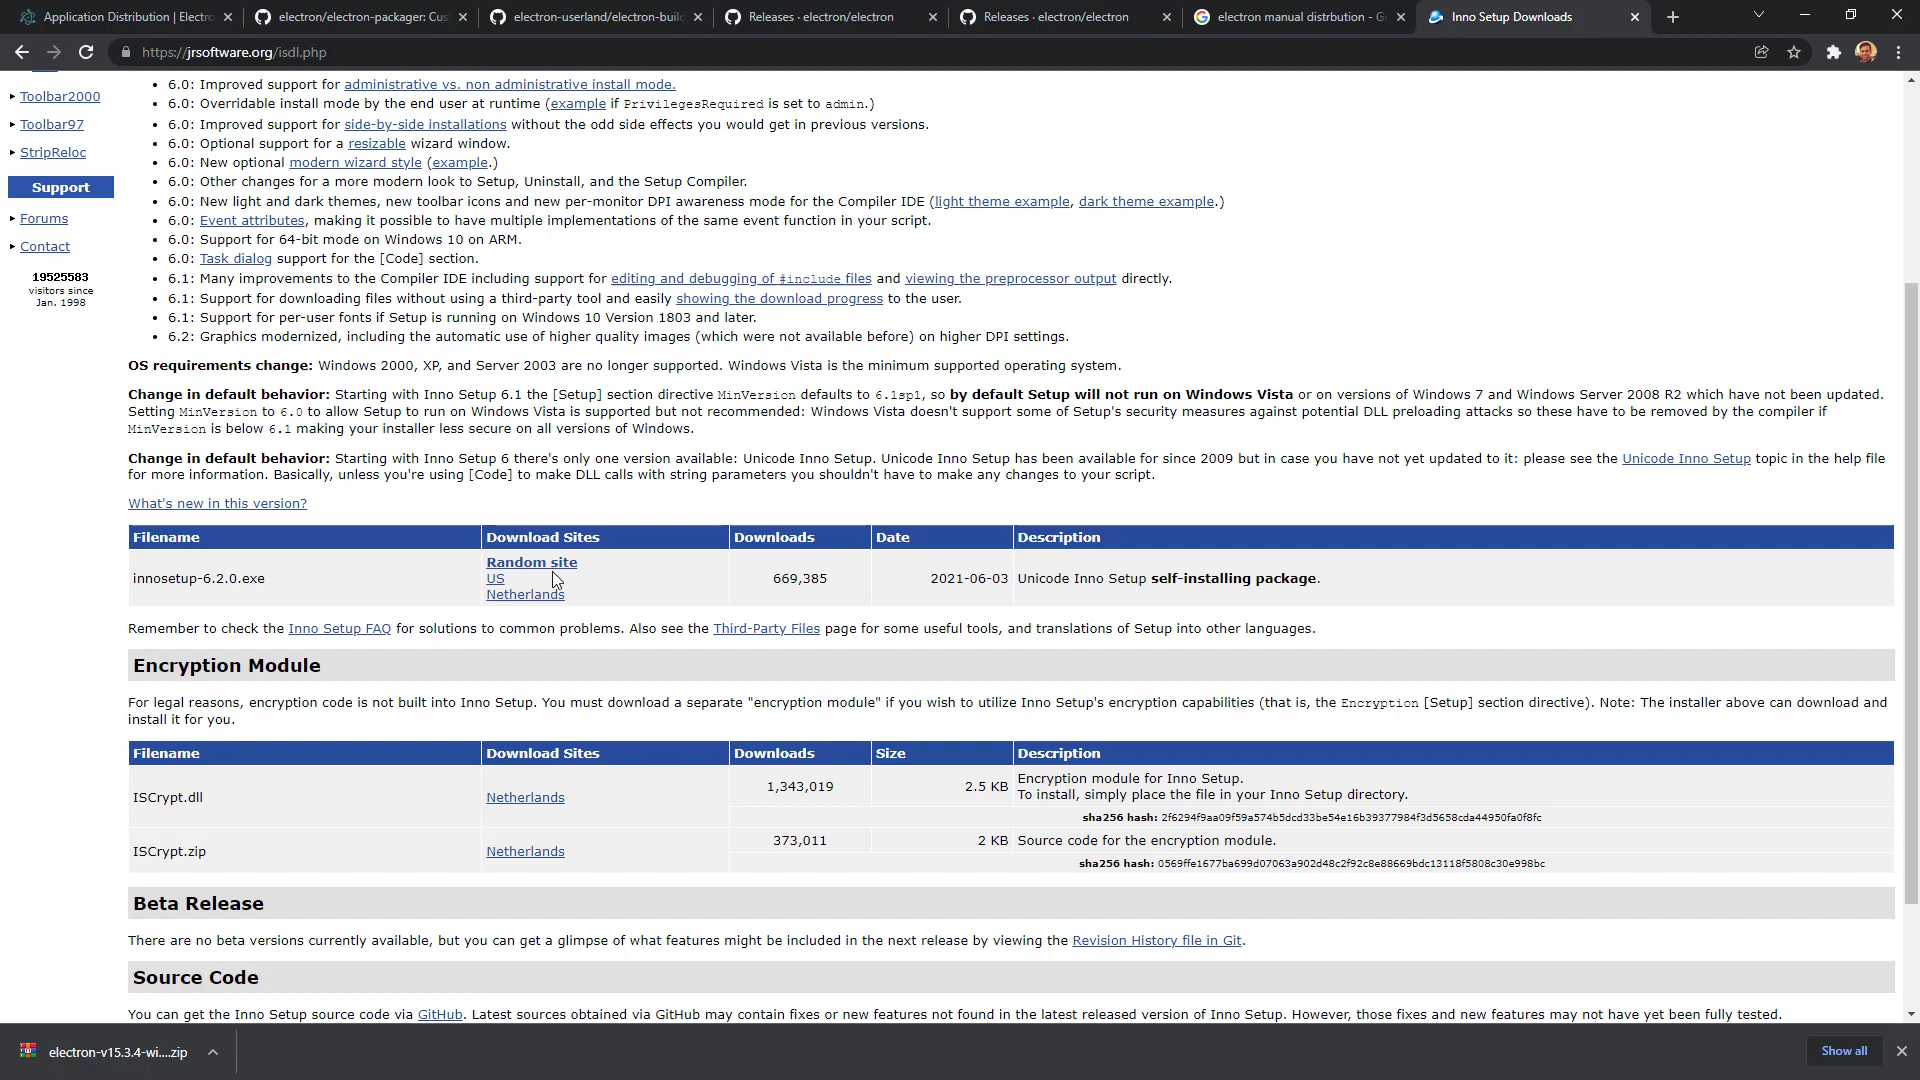 Application Distribution | Electro
electron/electron-packager: Cus
electron-userland/electron-build
Releases · electron/electron
Releases · electron/electron
electron manual distrbution - Go
Inno Setup Downloads
https://jrsoftware.org/isdl.php
Toolbar2000
Toolbar97
StripReloc
Support
Forums
Contact
19525583
visitors since
Jan. 1998
• 6.0: Improved support for administrative vs. non administrative install mode.
• 6.0: Overridable install mode by the end user at runtime (example if PrivilegesRequired is set to admin.)
• 6.0: Improved support for side-by-side installations without the odd side effects you would get in previous versions.
• 6.0: Optional support for a resizable wizard window.
• 6.0: New optional modern wizard style (example.)
• 6.0: Other changes for a more modern look to Setup, Uninstall, and the Setup Compiler.
• 6.0: New light and dark themes, new toolbar icons and new per-monitor DPI awareness mode for the Compiler IDE (light theme example, dark theme example.)
• 6.0: Event attributes, making it possible to have multiple implementations of the same event function in your script.
• 6.0: Support for 64-bit mode on Windows 10 on ARM.
• 6.0: Task dialog support for the [Code] section.
• 6.1: Many improvements to the Compiler IDE including support for editing and debugging of #include files and viewing the preprocessor output directly.
• 6.1: Support for downloading files without using a third-party tool and easily showing the download progress to the user.
• 6.1: Support for per-user fonts if Setup is running on Windows 10 Version 1803 and later.
• 6.2: Graphics modernized, including the automatic use of higher quality images (which were not available before) on higher DPI settings.
OS requirements change: Windows 2000, XP, and Server 2003 are no longer supported. Windows Vista is the minimum supported operating system.
Change in default behavior: Starting with Inno Setup 6.1 the [Setup] section directive MinVersion defaults to 6.1sp1, so by default Setup will not run on Windows Vista or on versions of Windows 7 and Windows Server 2008 R2 which have not been updated.
Setting MinVersion to 6.0 to allow Setup to run on Windows Vista is supported but not recommended: Windows Vista doesn't support some of Setup's security measures against potential DLL preloading attacks so these have to be removed by the compiler if
MinVersion is below 6.1 making your installer less secure on all versions of Windows.
Change in default behavior: Starting with Inno Setup 6 there's only one version available: Unicode Inno Setup. Unicode Inno Setup has been available for since 2009 but in case you have not yet updated to it: please see the Unicode Inno Setup topic in the help file
for more information. Basically, unless you're using [Code] to make DLL calls with string parameters you shouldn't have to make any changes to your script.
What's new in this version?
Filename Download Sites Downloads Date Description
Random site
innosetup-6.2.0.exe US 669,385 2021-06-03 Unicode Inno Setup self-installing package.
Netherlands
Remember to check the Inno Setup FAQ for solutions to common problems. Also see the Third-Party Files page for some useful tools, and translations of Setup into other languages.
Encryption Module
For legal reasons, encryption code is not built into Inno Setup. You must download a separate "encryption module" if you wish to utilize Inno Setup's encryption capabilities (that is, the Encryption [Setup] section directive). Note: The installer above can download and
install it for you.
Filename Download Sites Downloads Size Description
ISCrypt.dll Netherlands 1,343,019 2.5 KB Encryption module for Inno Setup.
To install, simply place the file in your Inno Setup directory.
sha256 hash: 2f6294f9aa09f59a574b5dcd33be54e16b39377984f3d5658cda44950fa0f8fc
ISCrypt.zip Netherlands 373,011 2 KB Source code for the encryption module.
sha256 hash: 0569ffe1677ba699d07063a902d48c2f92c8e88669bdc13118f5808c30e998bc
Beta Release
There are no beta versions currently available, but you can get a glimpse of what features might be included in the next release by viewing the Revision History file in Git.
Source Code
You can get the Inno Setup source code via GitHub. Latest sources obtained via GitHub may contain fixes or new features not found in the latest released version of Inno Setup. However, those fixes and new features may not have yet been fully tested.
electron-v15.3.4-wi....zip
Show all